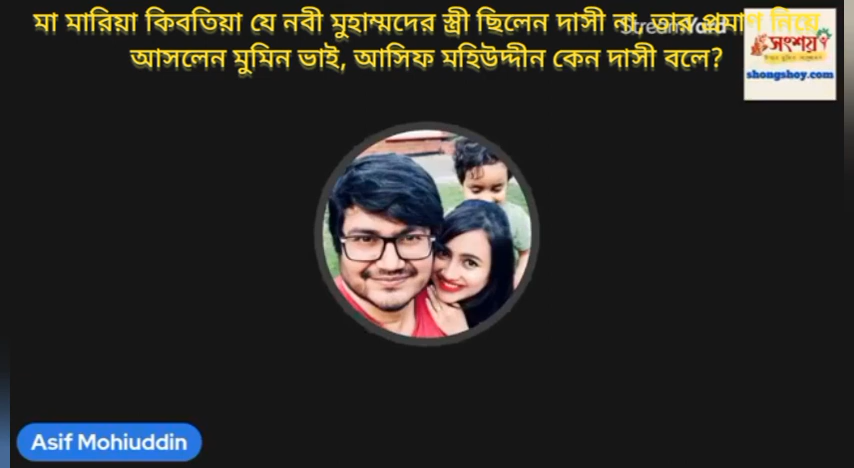 মা মারিয়া কিবতিয়া যে নবী মুহাম্মদের স্ত্রী ছিলেন দাসী না, তার প্রমাণ নিয়ে
আসলেন মুমিন ভাই, আসিফ মহিউদ্দীন কেন দাসী বলে?
StreamYard
সংশয়
shongshoy.com
Asif Mohiuddin